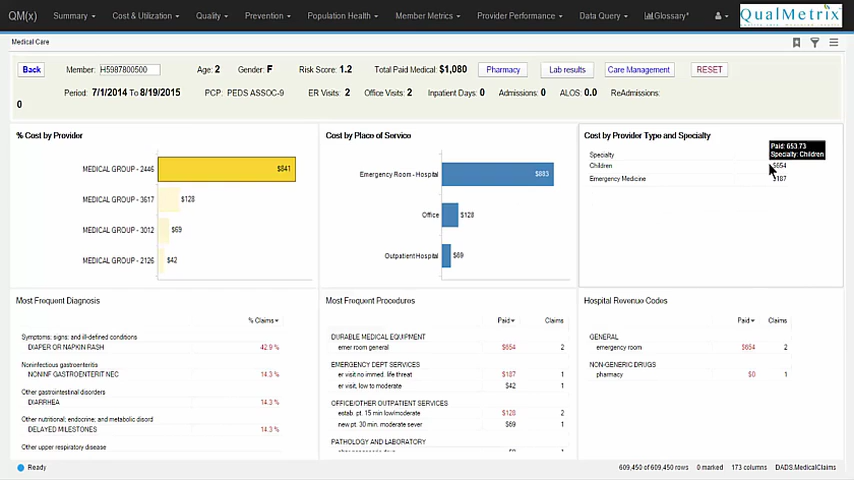 QM(x) Summary Cost & Utilization Quality Prevention Population Health Member Metrics Provider Performance Data Query Glossary* QualMetrix
Medical Care
Back Member: H5987800500 Age: 2 Gender: F Risk Score: 1.2 Total Paid Medical: $1,080 Pharmacy Lab results Care Management RESET
Period: 7/1/2014 To 8/19/2015 PCP: PEDS ASSOC-9 ER Visits: 2 Office Visits: 2 Inpatient Days: 0 Admissions: 0 ALOS: 0.0 ReAdmissions:
0
% Cost by Provider
MEDICAL GROUP - 2446 $841
MEDICAL GROUP - 3617 $128
MEDICAL GROUP - 3012 $69
MEDICAL GROUP - 2126 $42
Cost by Place of Service
Emergency Room - Hospital $883
Office $128
Outpatient Hospital $69
Cost by Provider Type and Specialty
Paid: 653.73
Specialty: Children
Specialty
Children $654
Emergency Medicine $187
Most Frequent Diagnosis
% Claims
Symptoms; signs; and ill-defined conditions
DIAPER OR NAPKIN RASH 42.9 %
Noninfectious gastroenteritis
NONINF GASTROENTERIT NEC 14.3 %
Other gastrointestinal disorders
DIARRHEA 14.3 %
Other nutritional; endocrine; and metabolic disord
DELAYED MILESTONES 14.3 %
Other upper respiratory disease
Most Frequent Procedures
Paid Claims
DURABLE MEDICAL EQUIPMENT
emer room general $654 2
EMERGENCY DEPT SERVICES
er visit/no immed. life threat $187 1
er visit, low to moderate $42 1
OFFICE/OTHER OUTPATIENT SERVICES
estab. pt. 15 min low/moderate $128 2
new pt. 30 min. moderate sever $69 1
PATHOLOGY AND LABORATORY
Hospital Revenue Codes
Paid Claims
GENERAL
emergency room $654 2
NON-GENERIC DRUGS
pharmacy $0 1
Ready 609,450 of 609,450 rows 0 marked 173 columns DADS.MedicalClaims